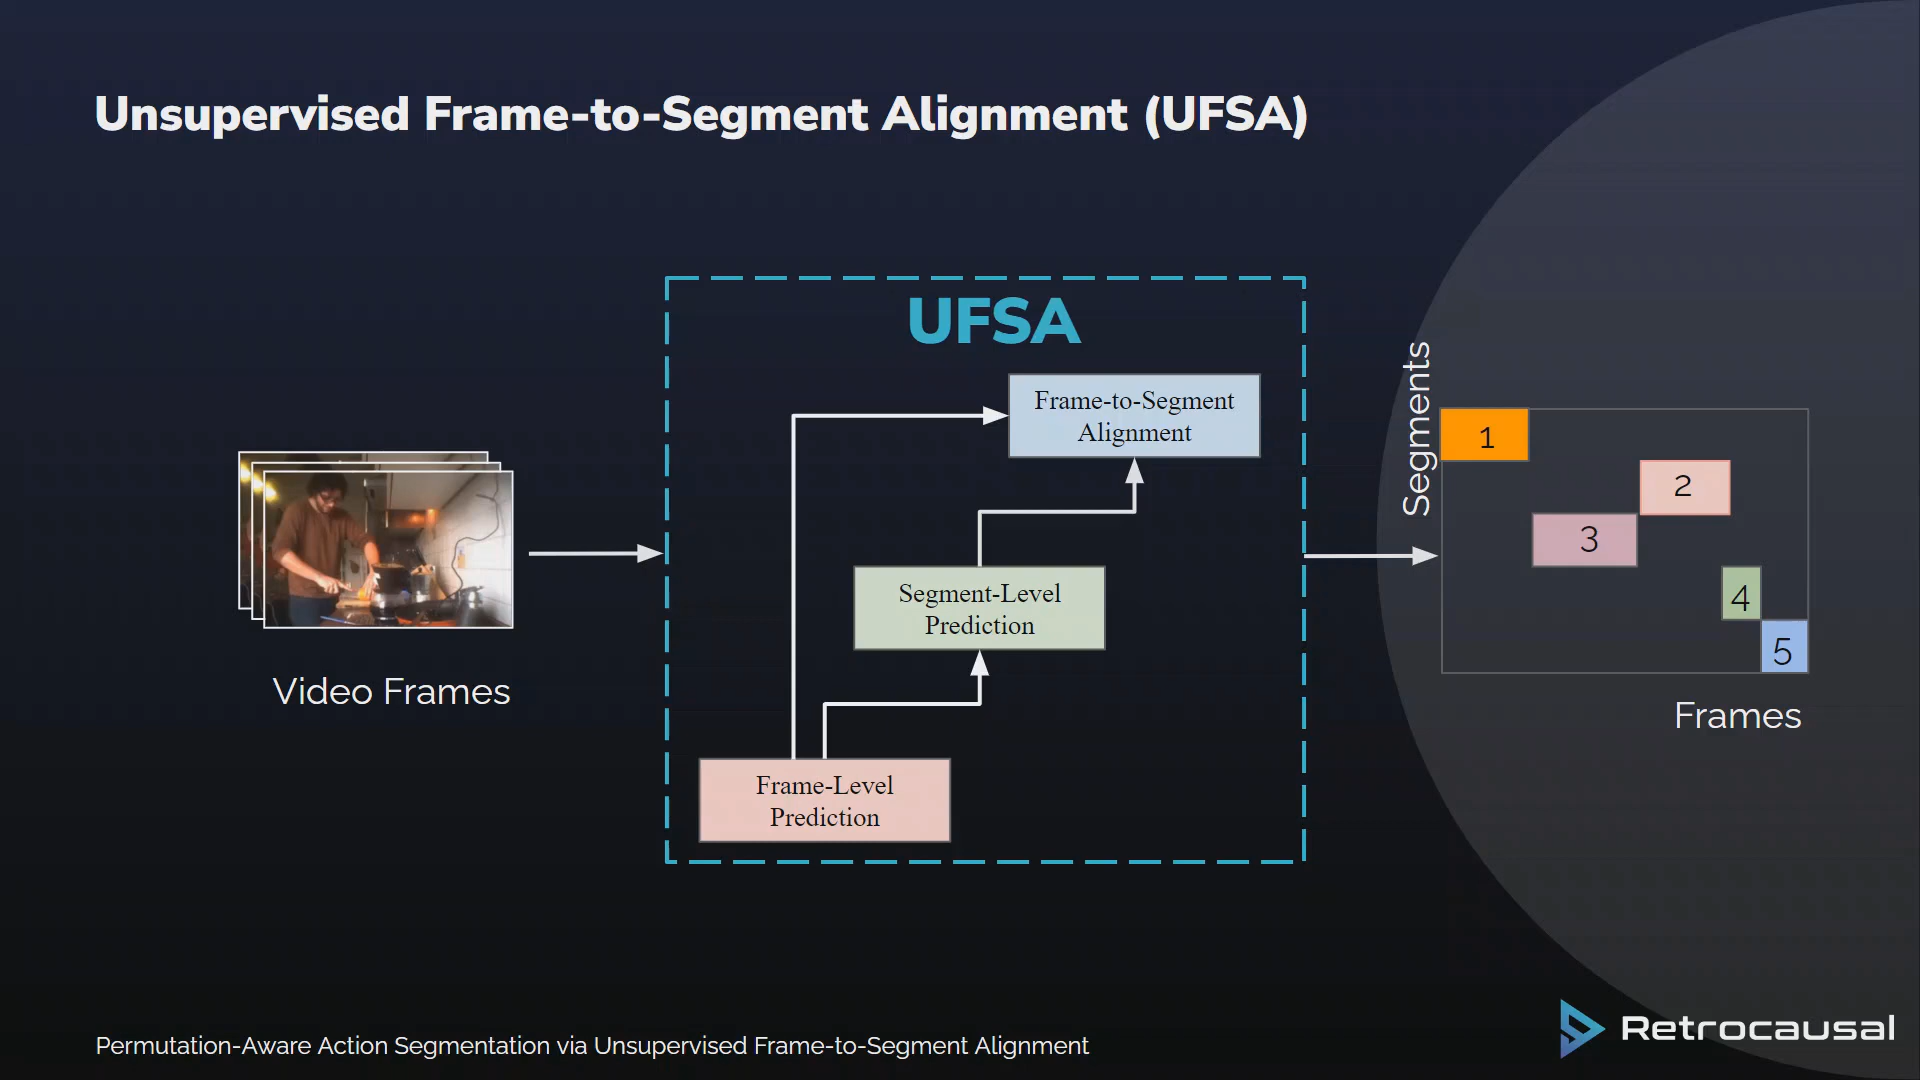 Unsupervised Frame-to-Segment Alignment (UFSA)
UFSA
Frame-to-Segment
Alignment
Segment-Level
Prediction
Frame-Level
Prediction
Video Frames
Segments
1
2
3
4
5
Frames
Permutation-Aware Action Segmentation via Unsupervised Frame-to-Segment Alignment
Retrocausal